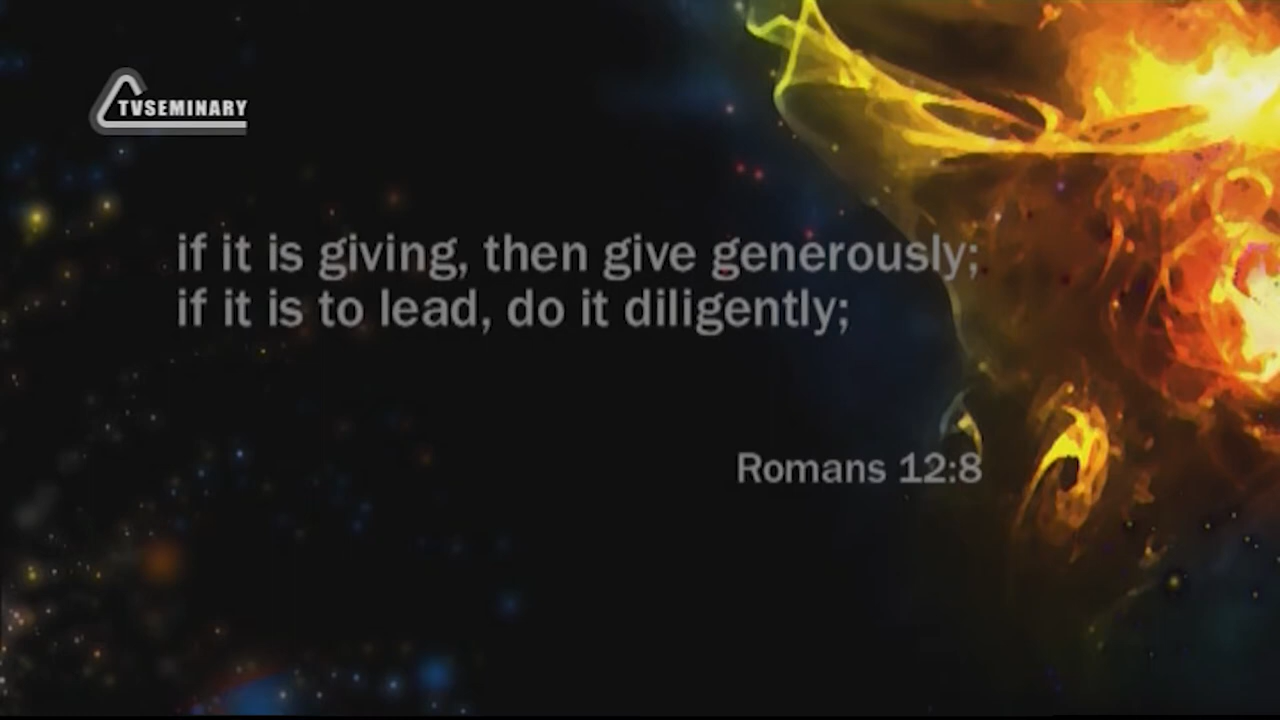 TVSEMINARY
if it is giving, then give generously;
if it is to lead, do it diligently;
Romans 12:8